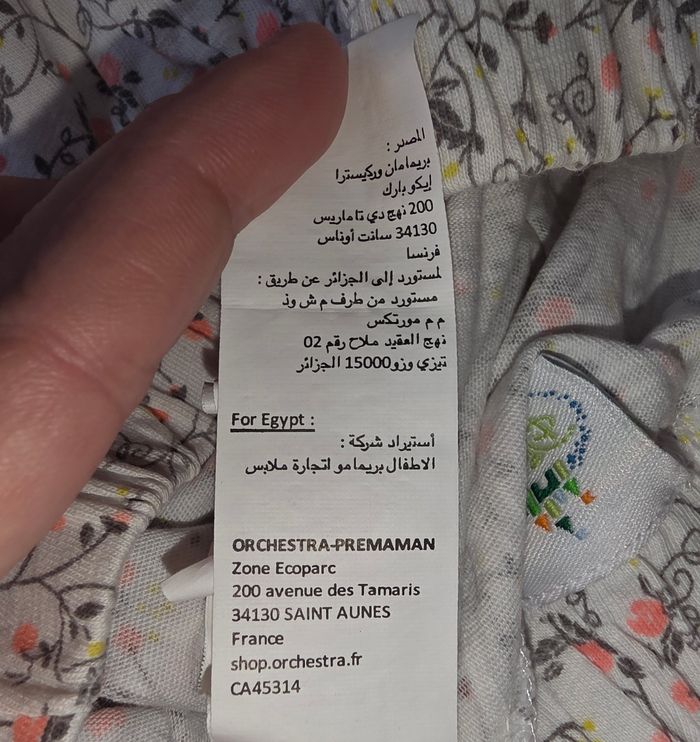 المصدر :
بريمامان وركيسترا
إيكو بارك
200 نهج دي تاماريس
34130 سانت أوناس
فرنسا
لمستورد إلى الجزائر عن طريق :
مستورد من طرف م ش وذ
م م مورتكس
نهج العقيد ملاح رقم 02
تيزي وزو15000 الجزائر
For Egypt :
أستيراد شركة :
الاطفال بريمامو لتجارة ملابس
ORCHESTRA-PREMAMAN
Zone Ecoparc
200 avenue des Tamaris
34130 SAINT AUNES
France
shop.orchestra.fr
CA45314